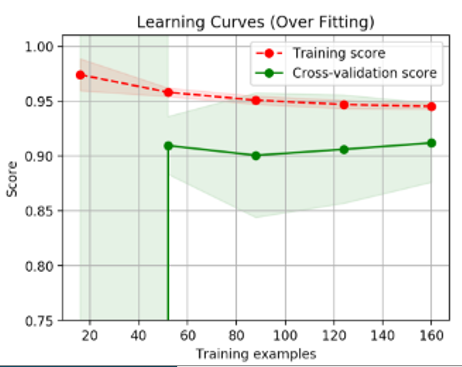 Learning Curves (Over Fitting)
1.00
0.95
0.90
0.85
0.80
0.75
Score
Training score
Cross-validation score
20 40 60 80 100 120 140 160
Training examples